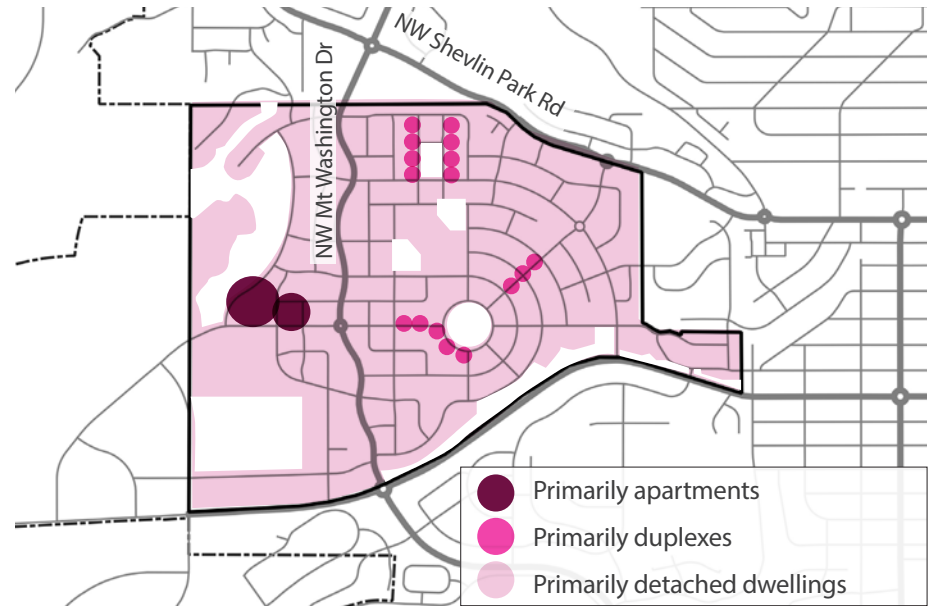 NW Shevlin Park Rd
NW Mt Washington Dr
Primarily apartments
Primarily duplexes
Primarily detached dwellings